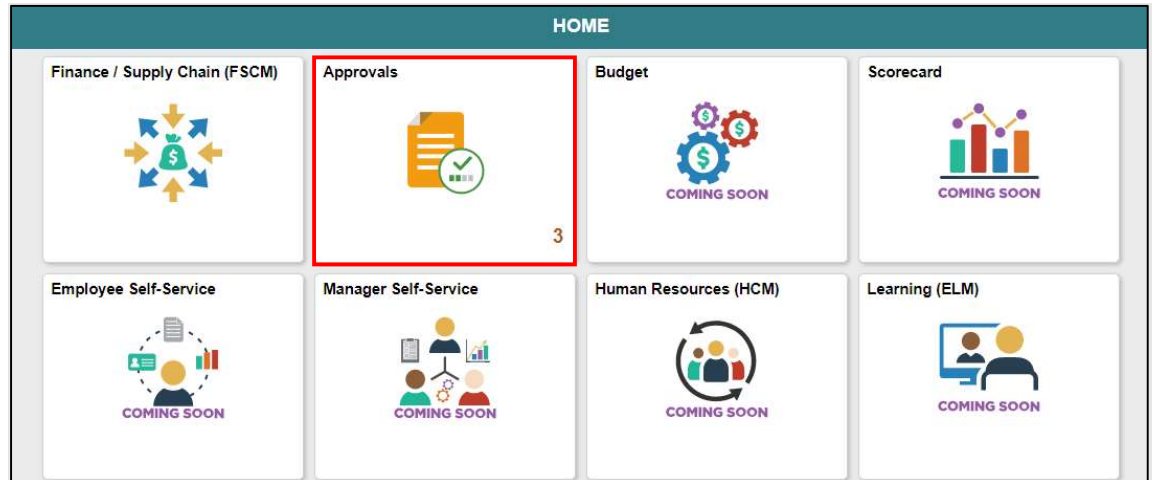 HOME
Finance / Supply Chain (FSCM)
Approvals
3
Budget
COMING SOON
Scorecard
COMING SOON
Employee Self-Service
COMING SOON
Manager Self-Service
COMING SOON
Human Resources (HCM)
COMING SOON
Learning (ELM)
COMING SOON